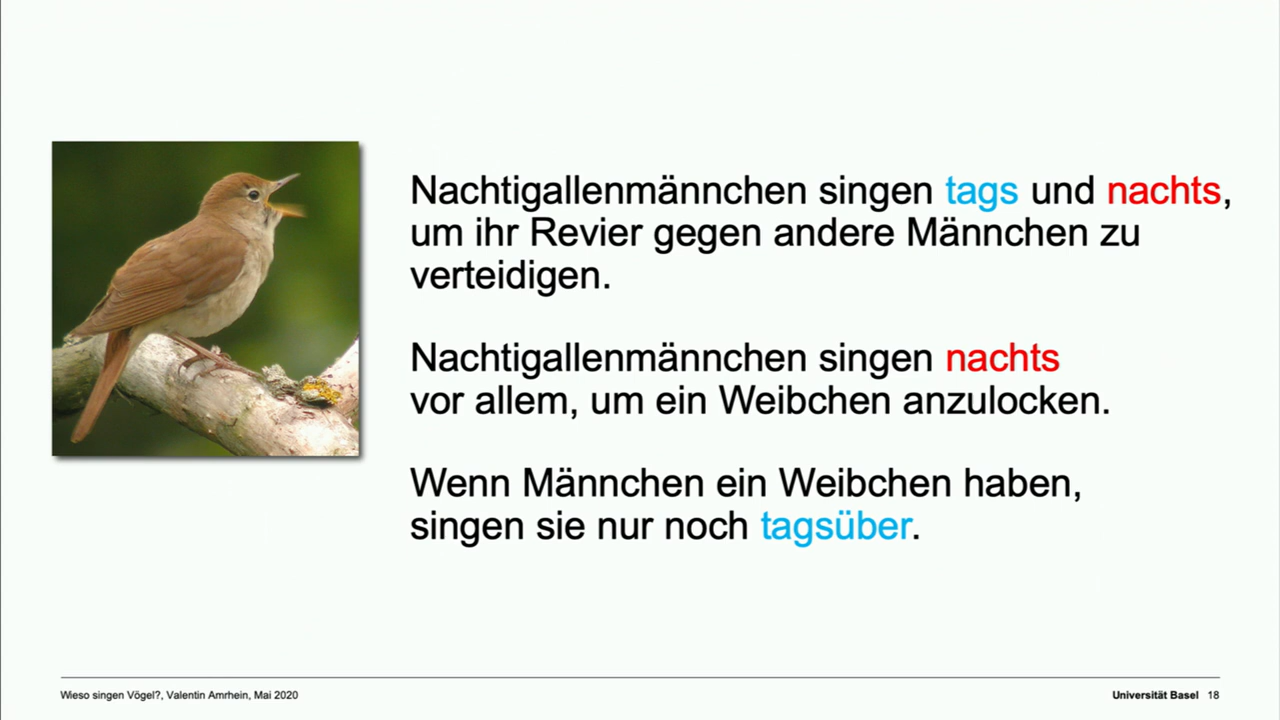 Nachtigallenmännchen singen tags und nachts,
um ihr Revier gegen andere Männchen zu
verteidigen.
Nachtigallenmännchen singen nachts
vor allem, um ein Weibchen anzulocken.
Wenn Männchen ein Weibchen haben,
singen sie nur noch tagsüber.
Wieso singen Vögel?, Valentin Amrhein, Mai 2020
Universität Basel 18